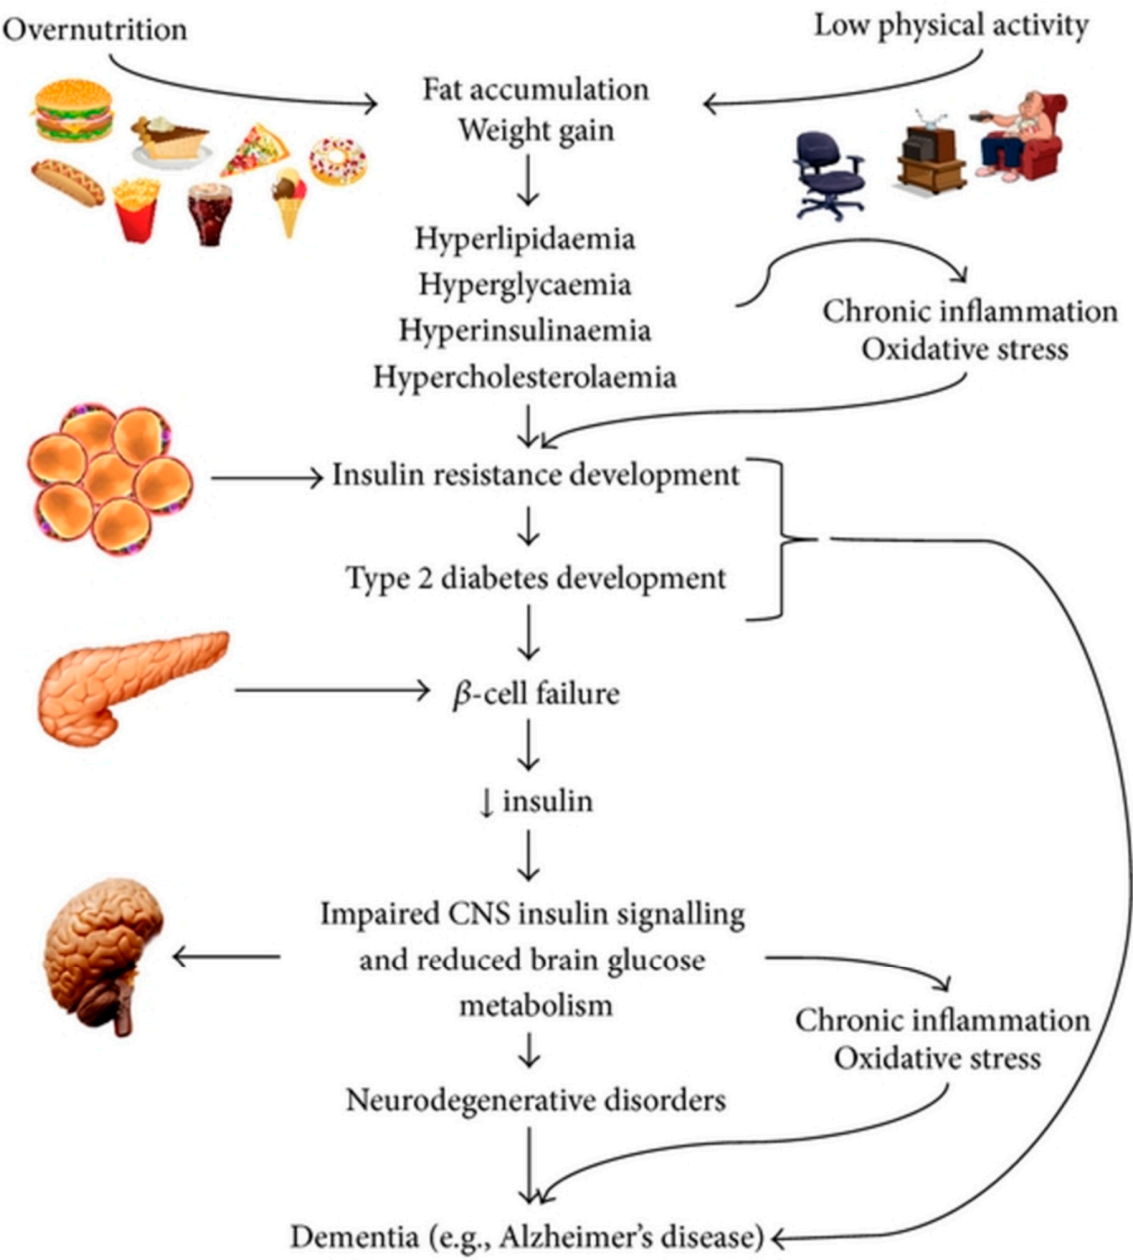 Overnutrition
Low physical activity
Fat accumulation
Weight gain
Hyperlipidaemia
Hyperglycaemia
Hyperinsulinaemia
Hypercholesterolaemia
Chronic inflammation
Oxidative stress
Insulin resistance development
Type 2 diabetes development
β-cell failure
↓ insulin
Impaired CNS insulin signalling
and reduced brain glucose
metabolism
Chronic inflammation
Oxidative stress
Neurodegenerative disorders
Dementia (e.g., Alzheimer's disease)